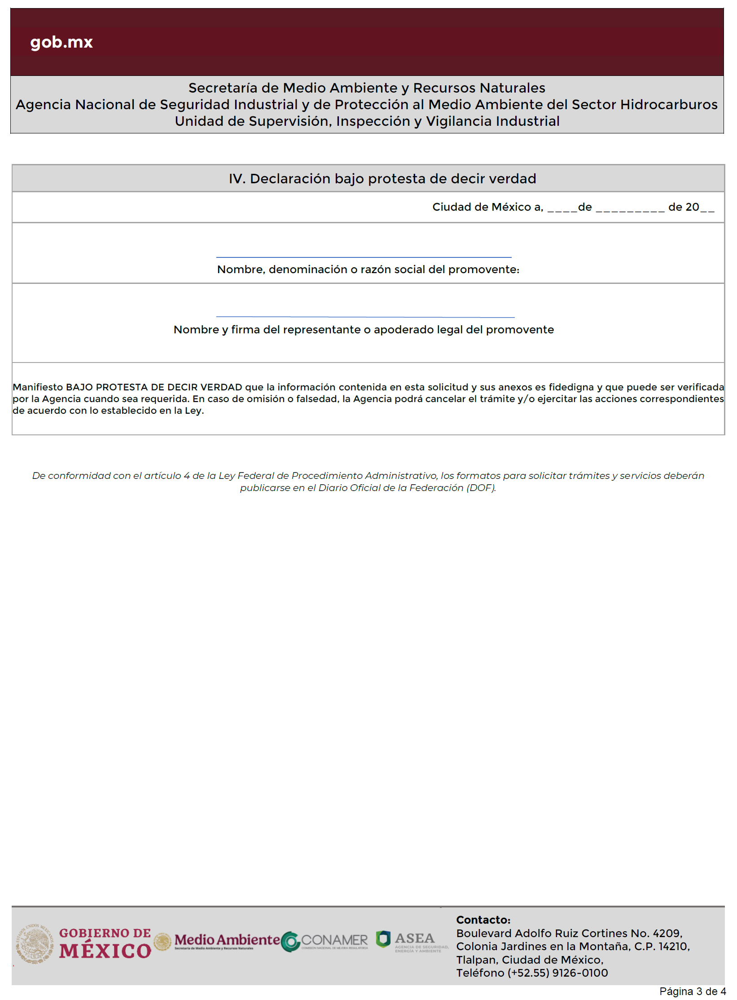 gob.mx
Secretaría de Medio Ambiente y Recursos Naturales
Agencia Nacional de Seguridad Industrial y de Protección al Medio Ambiente del Sector Hidrocarburos
Unidad de Supervisión, Inspección y Vigilancia Industrial
IV. Declaración bajo protesta de decir verdad
Ciudad de México a, ____de _________ de 20__
Nombre, denominación o razón social del promovente:
Nombre y firma del representante o apoderado legal del promovente
Manifiesto BAJO PROTESTA DE DECIR VERDAD que la información contenida en esta solicitud y sus anexos es fidedigna y que puede ser verificada
por la Agencia cuando sea requerida. En caso de omisión o falsedad, la Agencia podrá cancelar el trámite y/o ejercitar las acciones correspondientes
de acuerdo con lo establecido en la Ley.
De conformidad con el artículo 4 de la Ley Federal de Procedimiento Administrativo, los formatos para solicitar trámites y servicios deberán
publicarse en el Diario Oficial de la Federación (DOF).
ESTADOS UNIDOS MEXICANOS
GOBIERNO DE
MÉXICO
Medio Ambiente
Secretaría de Medio Ambiente y Recursos Naturales
CONAMER
COMISIÓN NACIONAL DE MEJORA REGULATORIA
ASEA
AGENCIA DE SEGURIDAD,
ENERGÍA Y AMBIENTE
Contacto:
Boulevard Adolfo Ruiz Cortines No. 4209,
Colonia Jardines en la Montaña, C.P. 14210,
Tlalpan, Ciudad de México,
Teléfono (+52.55) 9126-0100
Página 3 de 4